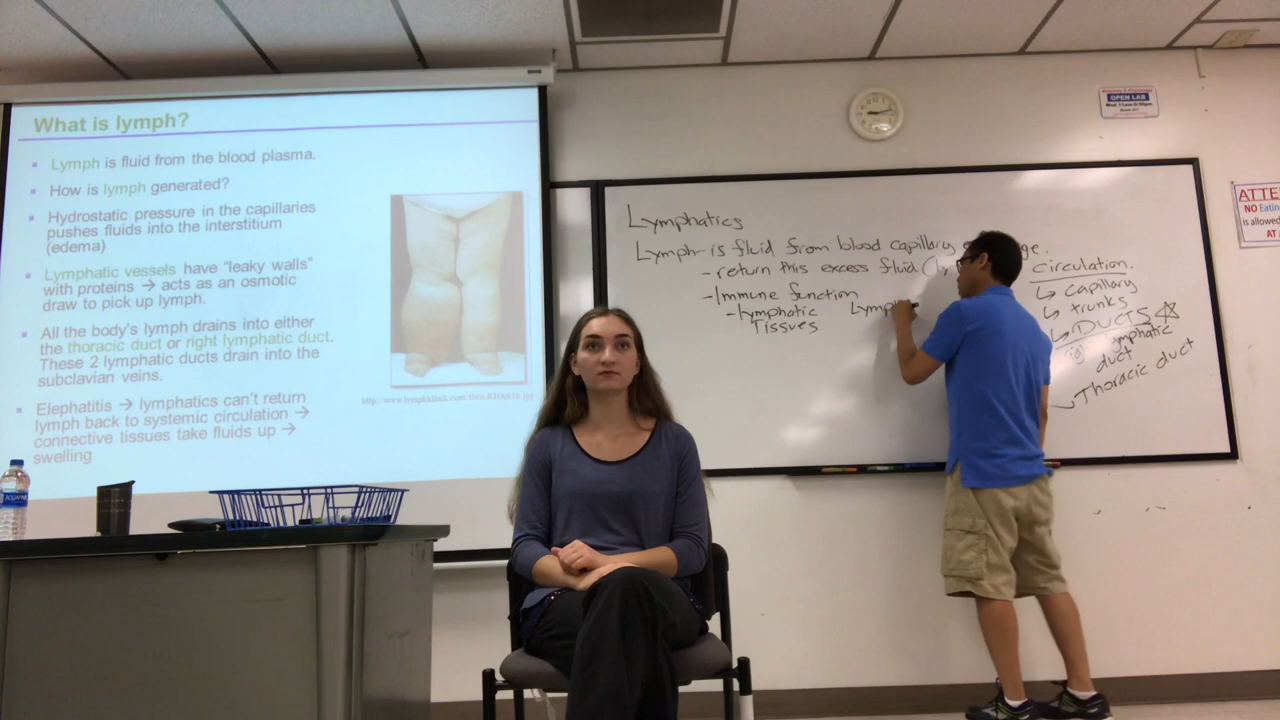 What is lymph?
Lymph is fluid from the blood plasma.
How is lymph generated?
Hydrostatic pressure in the capillaries
pushes fluids into the interstitium
(edema)
Lymphatic vessels have “leaky walls”
with proteins → acts as an osmotic
draw to pick up lymph.
All the body's lymph drains into either
the thoracic duct or right lymphatic duct.
These 2 lymphatic ducts drain into the
subclavian veins.
Elephatitis → lymphatics can't return
lymph back to systemic circulation →
connective tissues take fluids up →
swelling
Lymphatics
Lymph is fluid from blood capillary
- return this excess fluid
- Immune function
- lymphatic
Tissues
circulation.
↳ capillary
↳ trunks
↳ DUCTS ☆
lymphatic
duct
Thoracic duct
OPEN LAB
ATTE
NO Eatin
is allowed
AT